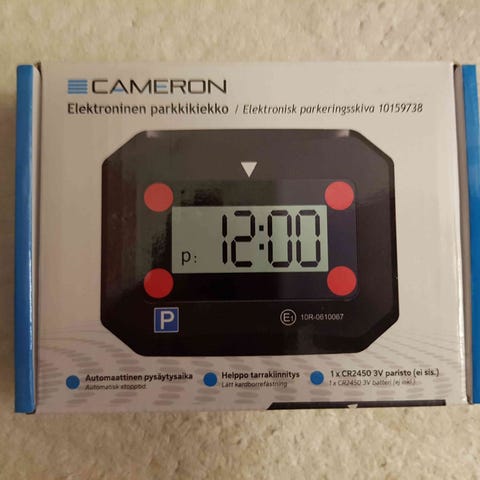 CAMERON
Elektroninen parkkikiekko / Elektronisk parkeringsskiva 10159738
P: 12:00
P
E1 10R-0610067
Automaattinen pysäytysaika
Automatisk stopptid
Helppo tarrakiinnitys
Lätt kardborrefästning
1 x CR2450 3V paristo (ei sis.)
1 x CR2450 3V batteri (ej inkl.)